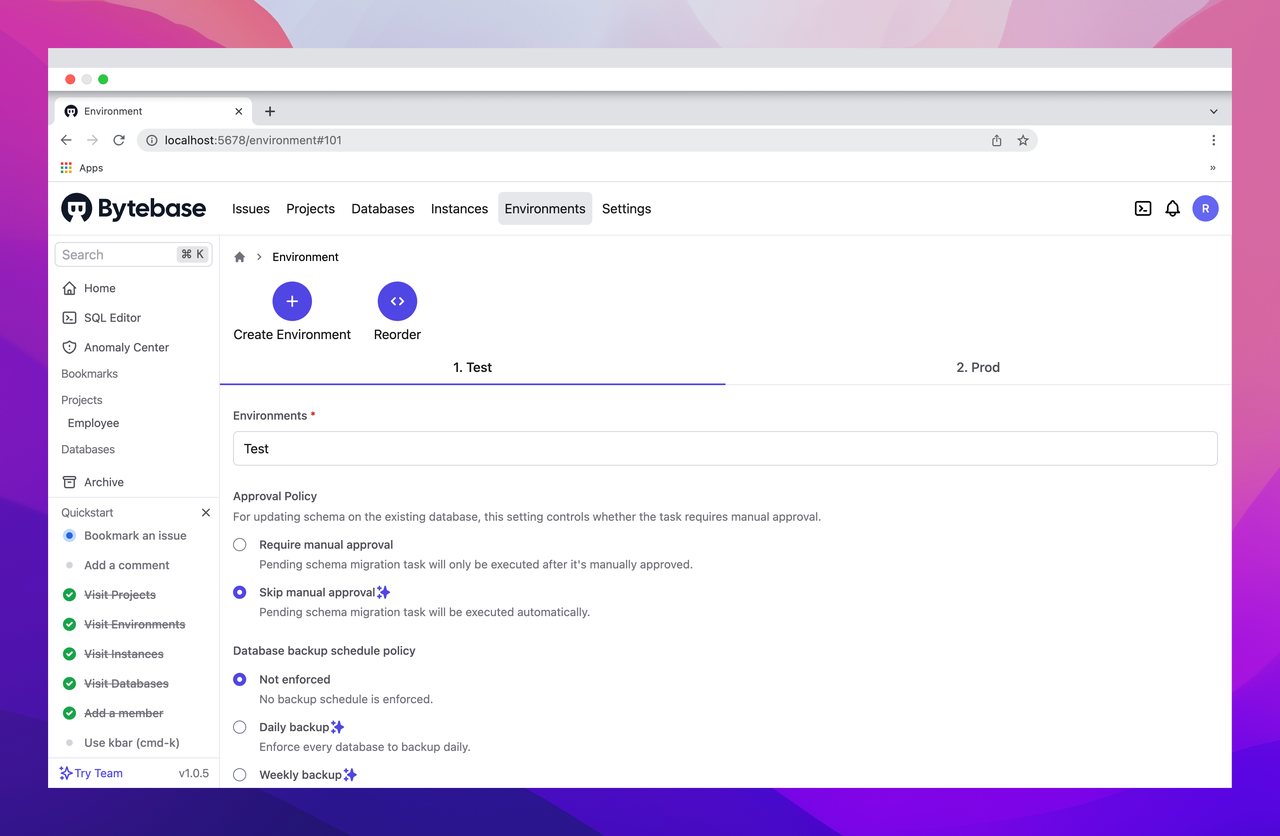 Environment
localhost:5678/environment#101
Apps
»
Bytebase
Issues Projects Databases Instances Environments Settings
R
Search ⌘ K
Home
SQL Editor
Anomaly Center
Bookmarks
Projects
Employee
Databases
Archive
Quickstart
Bookmark an issue
Add a comment
Visit Projects
Visit Environments
Visit Instances
Visit Databases
Add a member
Use kbar (cmd-k)
Try Team v1.0.5
Environment
Create Environment Reorder
1. Test 2. Prod
Environments *
Test
Approval Policy
For updating schema on the existing database, this setting controls whether the task requires manual approval.
Require manual approval
Pending schema migration task will only be executed after it's manually approved.
Skip manual approval
Pending schema migration task will be executed automatically.
Database backup schedule policy
Not enforced
No backup schedule is enforced.
Daily backup
Enforce every database to backup daily.
Weekly backup